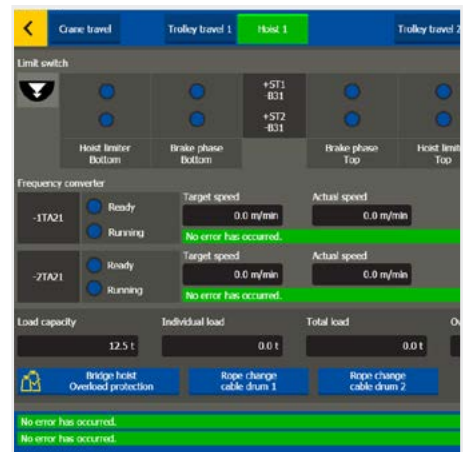 Crane travel Trolley travel 1 Hoist 1 Trolley travel 2
Limit switch
+ST1
-B31
+ST2
-B31
Hoist limiter
Bottom
Brake phase
Bottom
Brake phase
Top
Hoist limit
Top
Frequency converter
-1TA21
Ready
Running
Target speed
0.0 m/min
Actual speed
0.0 m/min
No error has occurred.
-2TA21
Ready
Running
Target speed
0.0 m/min
Actual speed
0.0 m/min
No error has occurred.
Load capacity Individual load Total load
12.5 t 0.0 t 0.0 t
Bridge hoist
Overload protection
Rope change
cable drum 1
Rope change
cable drum 2
No error has occurred.
No error has occurred.